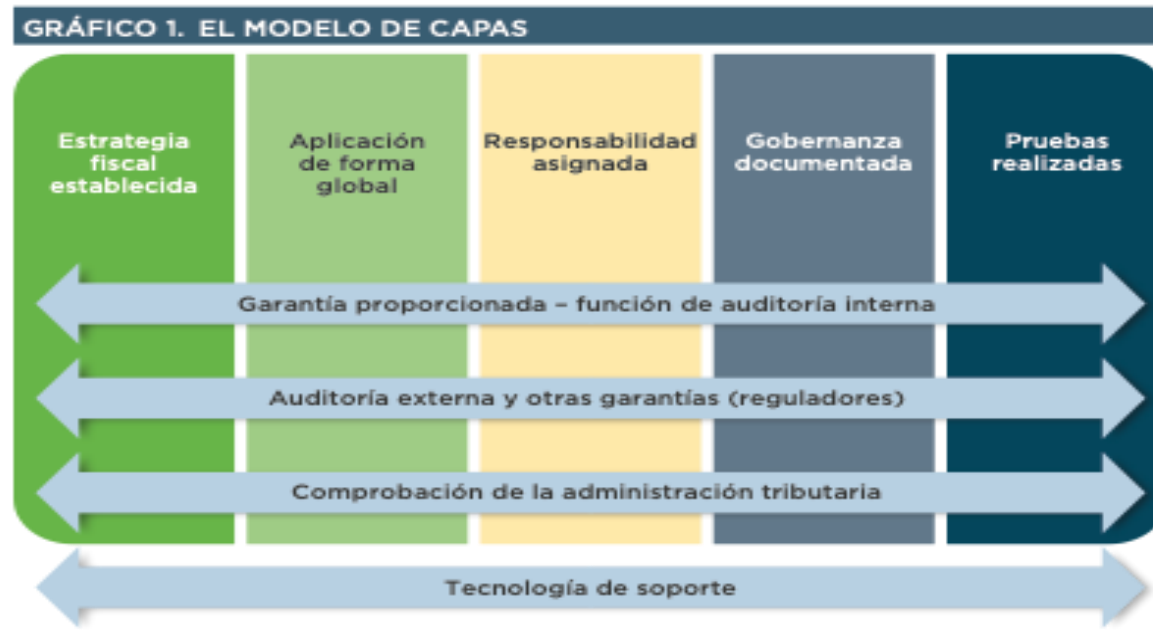 GRÁFICO 1. EL MODELO DE CAPAS
Estrategia
fiscal
establecida
Aplicación
de forma
global
Responsabilidad
asignada
Gobernanza
documentada
Pruebas
realizadas
Garantía proporcionada – función de auditoría interna
Auditoría externa y otras garantías (reguladores)
Comprobación de la administración tributaria
Tecnología de soporte